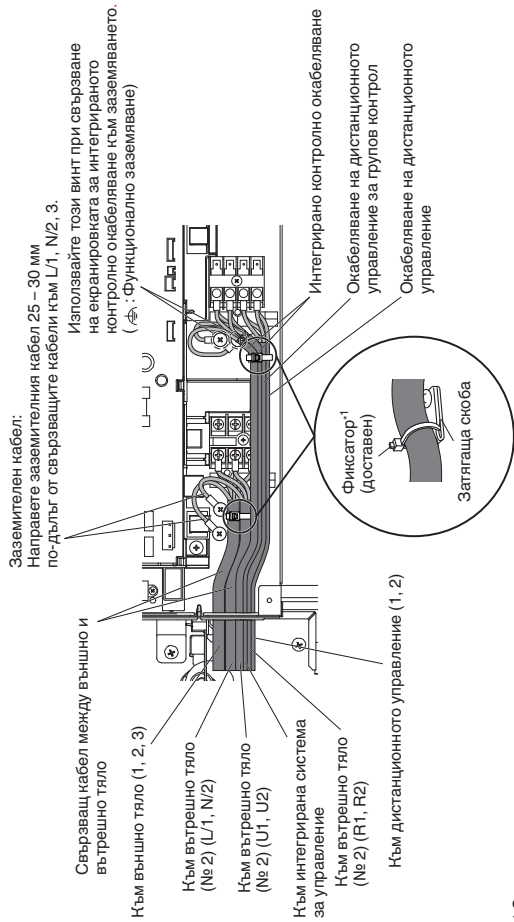 Заземителен кабел:
Направете заземителния кабел 25 – 30 мм
по-дълъг от свързващите кабели към L/1, N/2, 3.
Използвайте този винт при свързване
на екранировката за интегрираното
контролно окабеляване към заземяването.
( : Функционално заземяване)
Свързващ кабел между външно и
вътрешно тяло
Към външно тяло (1, 2, 3)
Към вътрешно тяло
(№ 2) (L/1, N/2)
Към вътрешно тяло
(№ 2) (U1, U2)
Към интегрирана система
за управление
Към вътрешно тяло
(№ 2) (R1, R2)
Към дистанционното управление (1, 2)
Интегрирано контролно окабеляване
Окабеляване на дистанционното
управление за групов контрол
Окабеляване на дистанционното
управление
Фиксатор*1
(доставен)
Затягаща скоба